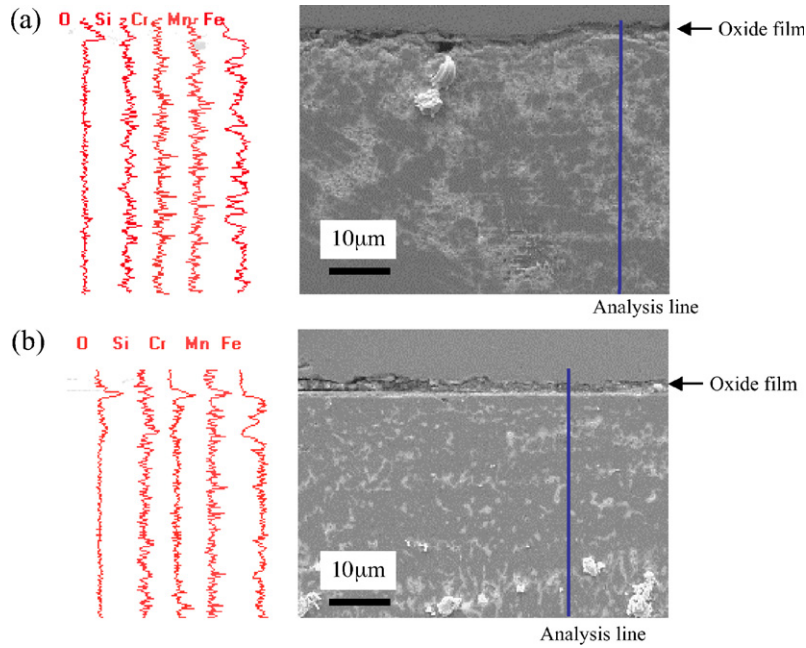 (a)
O Si Cr Mn Fe
Oxide film
10μm
Analysis line
(b)
O Si Cr Mn Fe
Oxide film
10μm
Analysis line